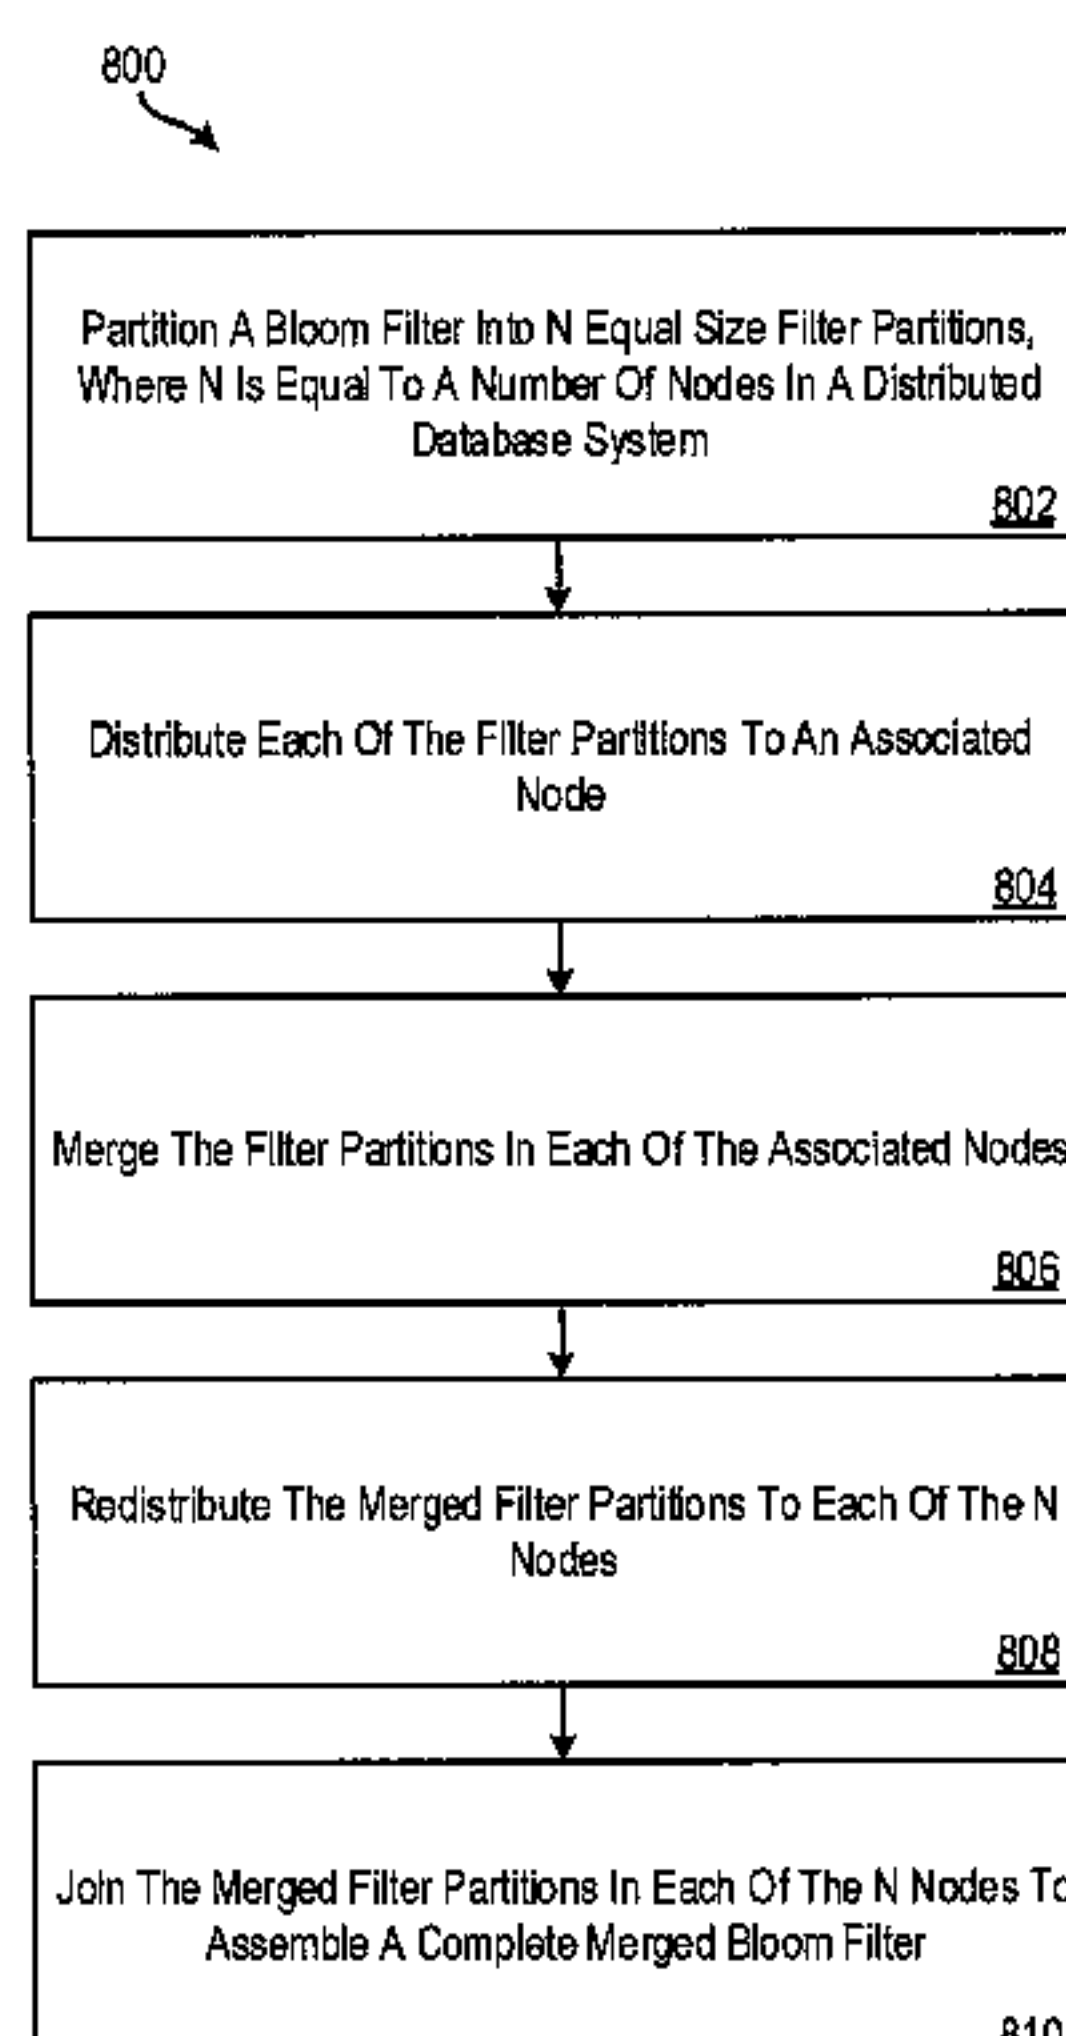 800
Partition A Bloom Filter Into N Equal Size Filter Partitions,
Where N Is Equal To A Number Of Nodes In A Distributed
Database System
802
Distribute Each Of The Filter Partitions To An Associated
Node
804
Merge The Filter Partitions In Each Of The Associated Nodes
806
Redistribute The Merged Filter Partitions To Each Of The N
Nodes
808
Join The Merged Filter Partitions In Each Of The N Nodes To
Assemble A Complete Merged Bloom Filter
810